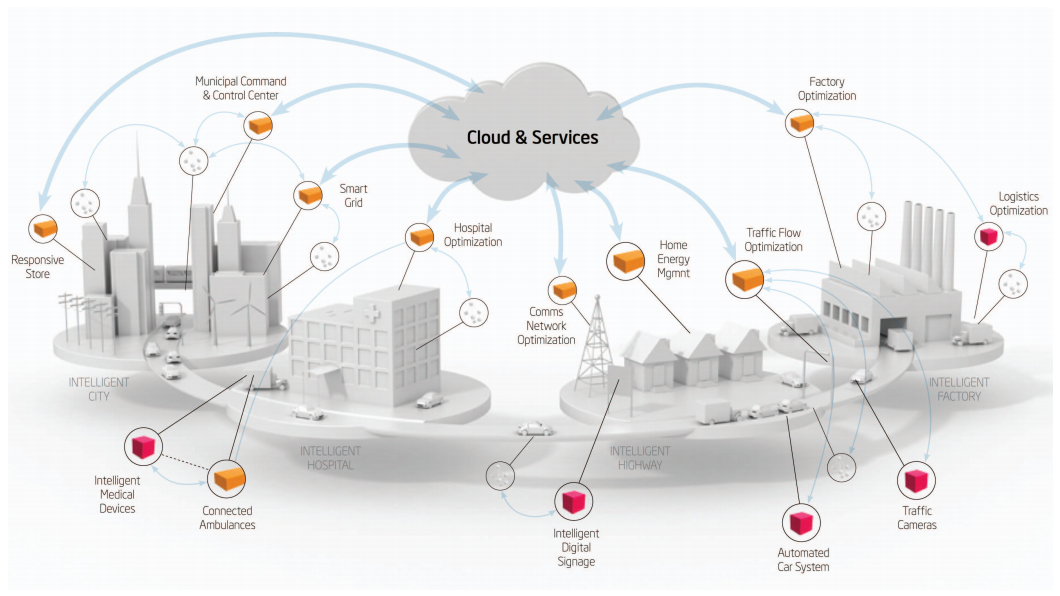 Municipal Command
& Control Center
Cloud & Services
Factory
Optimization
Smart
Grid
Responsive
Store
Hospital
Optimization
Comms
Network
Optimization
Home
Energy
Mgmnt
Traffic Flow
Optimization
Logistics
Optimization
INTELLIGENT
CITY
INTELLIGENT
HOSPITAL
INTELLIGENT
HIGHWAY
INTELLIGENT
FACTORY
Intelligent
Medical
Devices
Connected
Ambulances
Intelligent
Digital
Signage
Automated
Car System
Traffic
Cameras